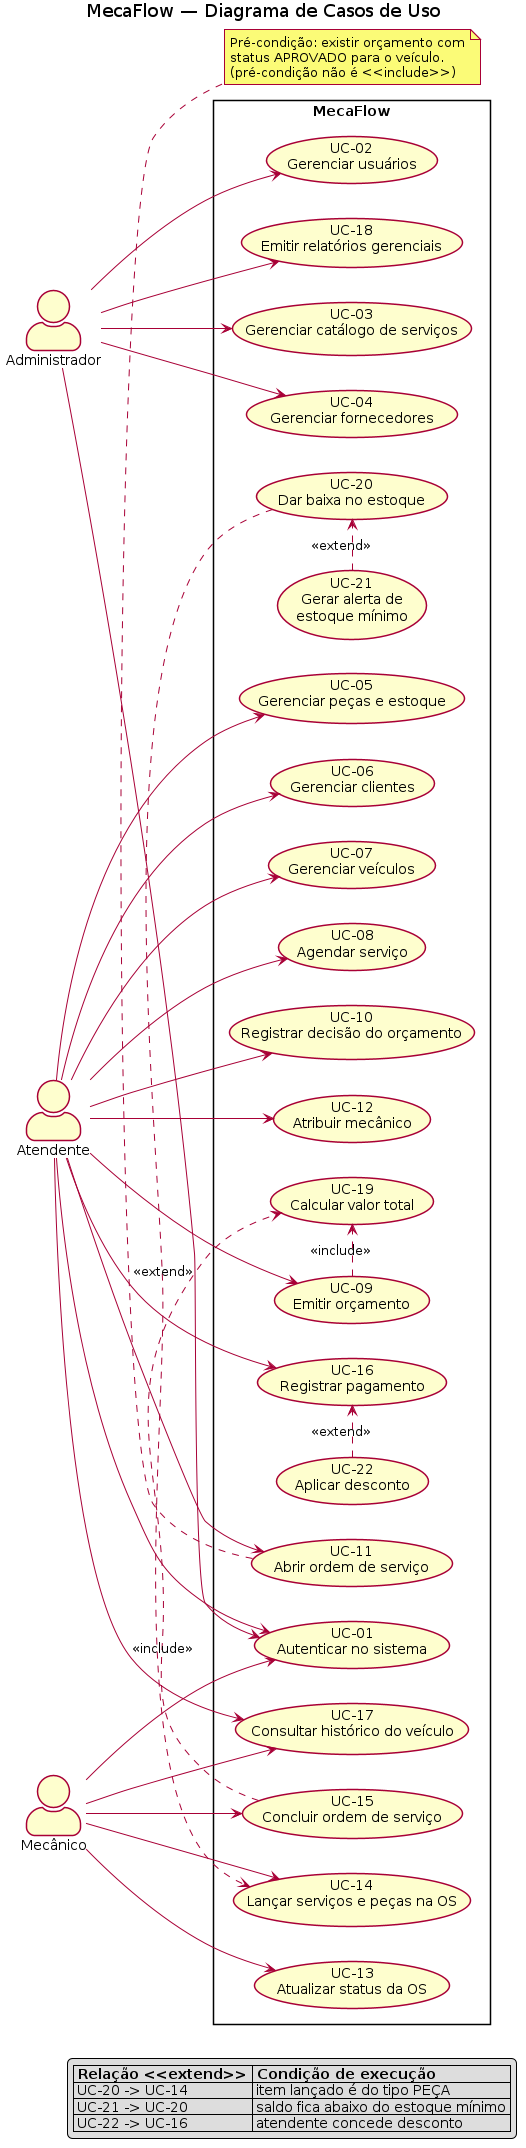 MecaFlow — Diagrama de Casos de Uso
Pré-condição: existir orçamento com
status APROVADO para o veículo.
(pré-condição não é <<include>>)
MecaFlow
UC-02
Gerenciar usuários
UC-18
Emitir relatórios gerenciais
UC-03
Gerenciar catálogo de serviços
Administrador
UC-04
Gerenciar fornecedores
UC-20
Dar baixa no estoque
«extend»
UC-21
Gerar alerta de
estoque mínimo
UC-05
Gerenciar peças e estoque
UC-06
Gerenciar clientes
UC-07
Gerenciar veículos
UC-08
Agendar serviço
UC-10
Registrar decisão do orçamento
UC-12
Atribuir mecânico
Atendente
UC-19
Calcular valor total
«include»
«extend»
UC-09
Emitir orçamento
UC-16
Registrar pagamento
«extend»
UC-22
Aplicar desconto
UC-11
Abrir ordem de serviço
UC-01
Autenticar no sistema
«include»
UC-17
Consultar histórico do veículo
UC-15
Concluir ordem de serviço
Mecânico
UC-14
Lançar serviços e peças na OS
UC-13
Atualizar status da OS
Relação <<extend>> Condição de execução
UC-20 -> UC-14 item lançado é do tipo PEÇA
UC-21 -> UC-20 saldo fica abaixo do estoque mínimo
UC-22 -> UC-16 atendente concede desconto